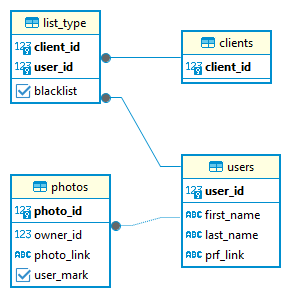 list_type
123 client_id
123 user_id
blacklist
clients
123 client_id
users
123 user_id
ABC first_name
ABC last_name
ABC prf_link
photos
123 photo_id
123 owner_id
ABC photo_link
user_mark